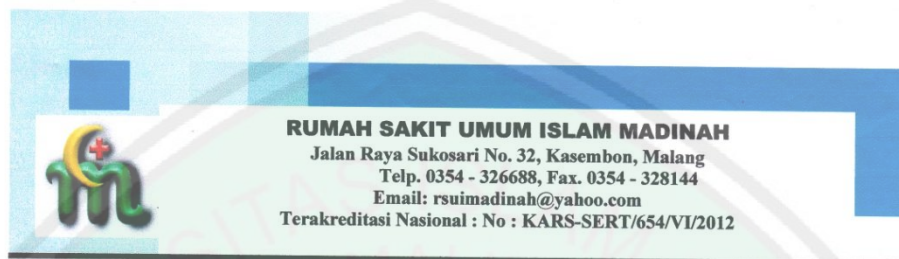 RUMAH SAKIT UMUM ISLAM MADINAH
Jalan Raya Sukosari No. 32, Kasembon, Malang
Telp. 0354 - 326688, Fax. 0354 - 328144
Email: rsuimadinah@yahoo.com
Terakreditasi Nasional : No : KARS-SERT/654/VI/2012